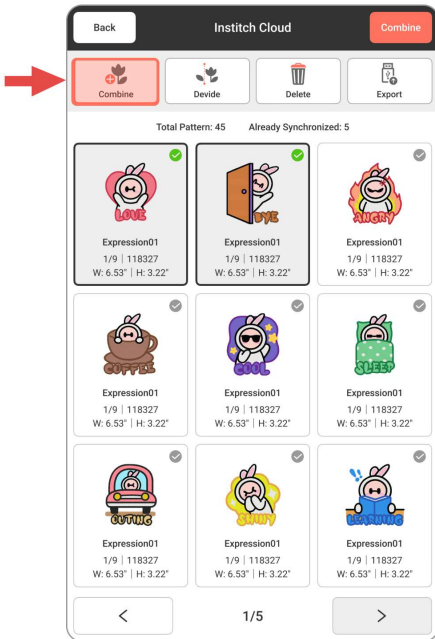 Back
Institch Cloud
Combine
Combine
Devide
Delete
Export
Total Pattern: 45 Already Synchronized: 5
LOVE
BYE
ANGRY
Expression01
Expression01
Expression01
1/9 | 118327
1/9 | 118327
1/9 | 118327
W: 6.53" | H: 3.22"
W: 6.53" | H: 3.22"
W: 6.53" | H: 3.22"
COFFEE
COOL
SLEEP
Expression01
Expression01
Expression01
1/9 | 118327
1/9 | 118327
1/9 | 118327
W: 6.53" | H: 3.22"
W: 6.53" | H: 3.22"
W: 6.53" | H: 3.22"
OUTING
SHINY
LEARNING
Expression01
Expression01
Expression01
1/9 | 118327
1/9 | 118327
1/9 | 118327
W: 6.53" | H: 3.22"
W: 6.53" | H: 3.22"
W: 6.53" | H: 3.22"
< 1/5 >